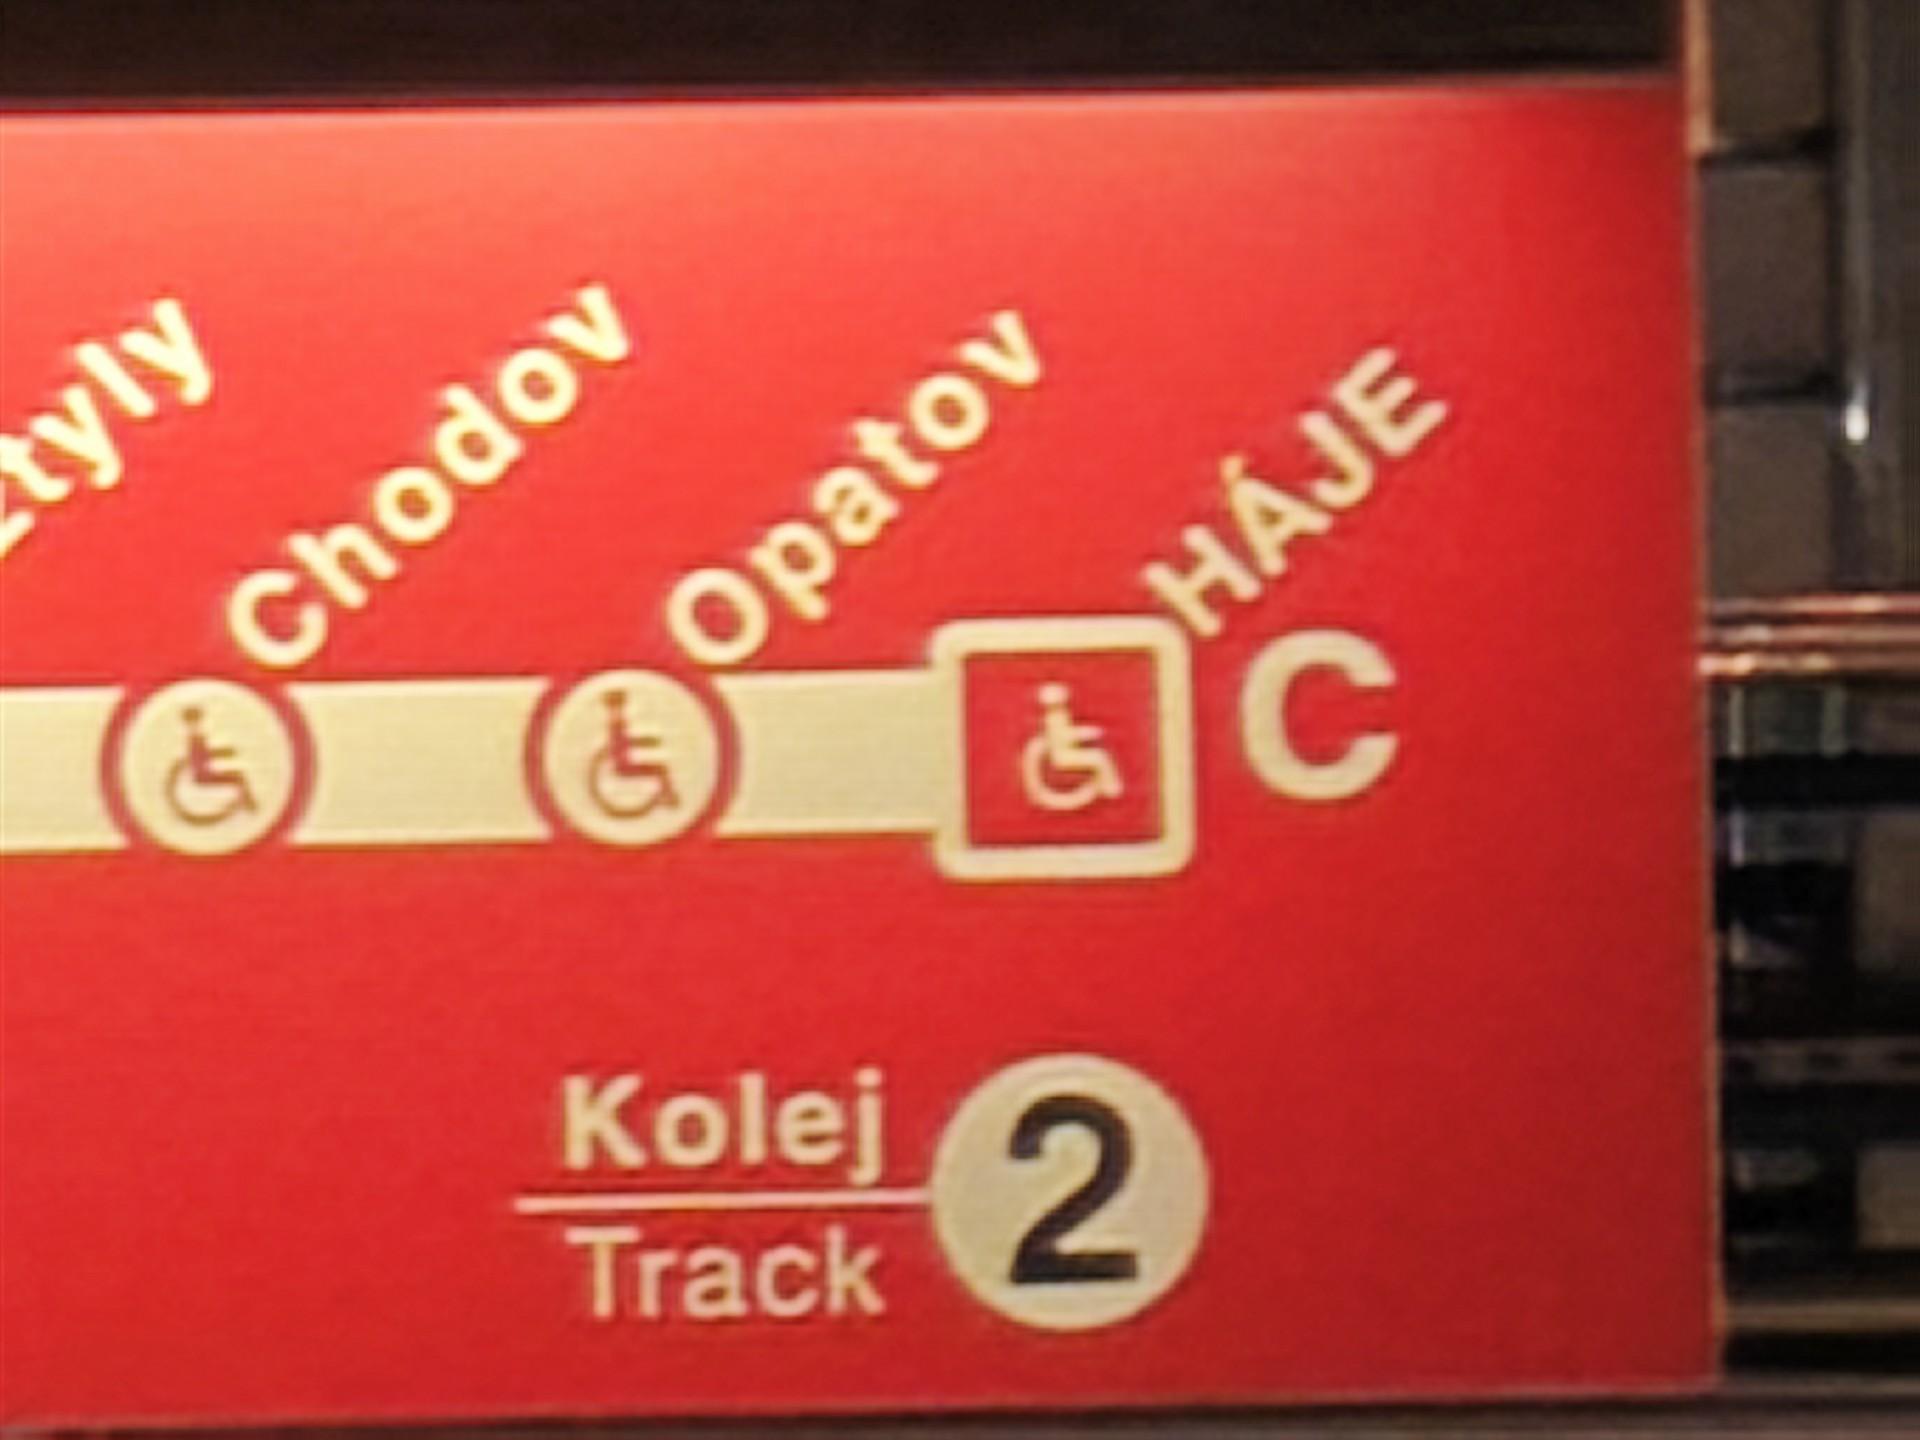 Chodov
Opatov
HÁJE
C
Kolej
Track
2